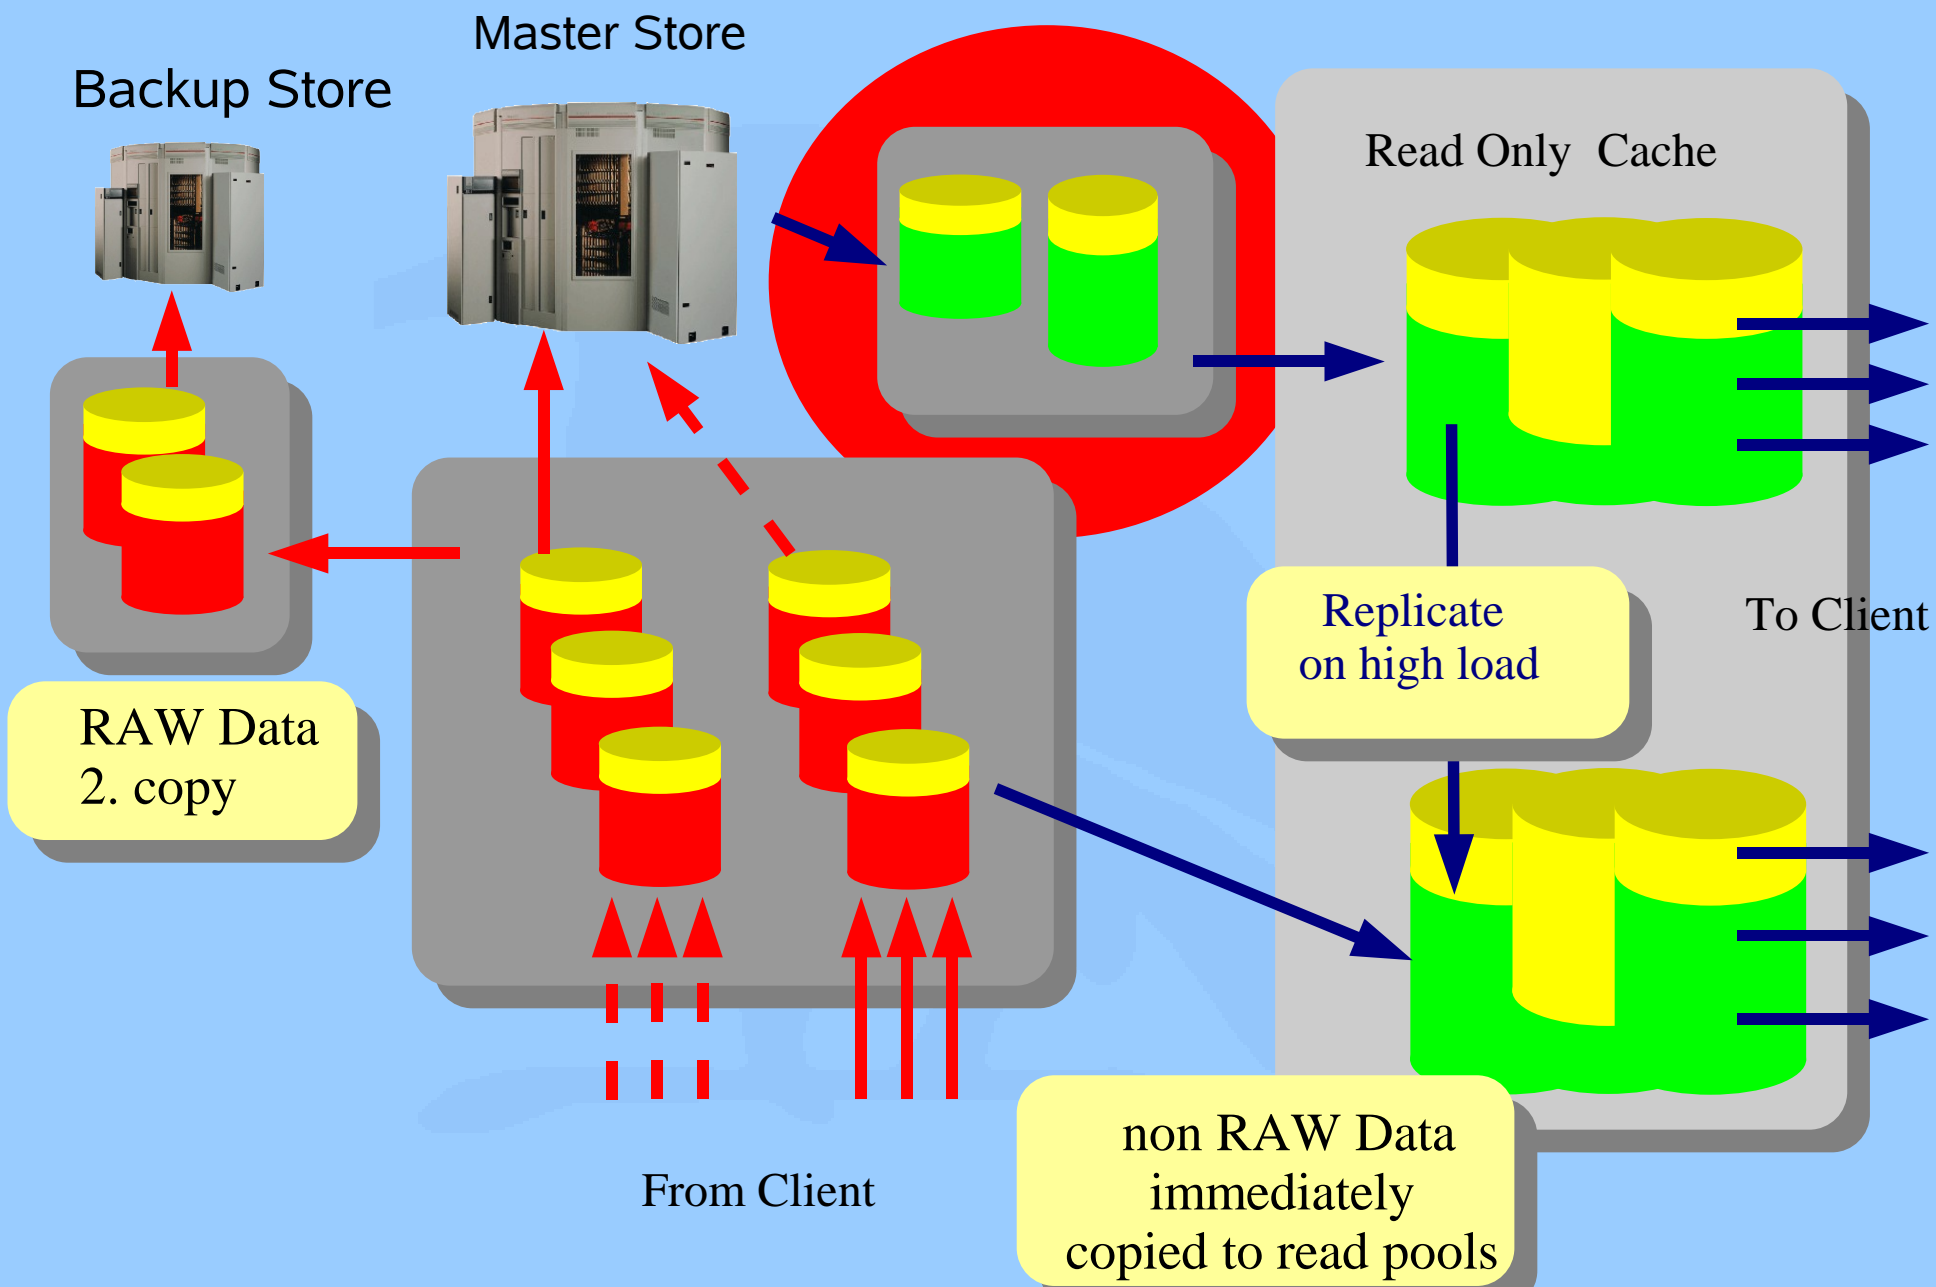 Master Store
Backup Store
Read Only Cache
Replicate
on high load
To Client
RAW Data
2. copy
From Client
non RAW Data
immediately
copied to read pools